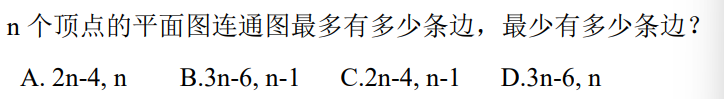 n 个顶点的平面图连通图最多有多少条边，最少有多少条边？
A. 2n-4, n B.3n-6, n-1 C.2n-4, n-1 D.3n-6, n